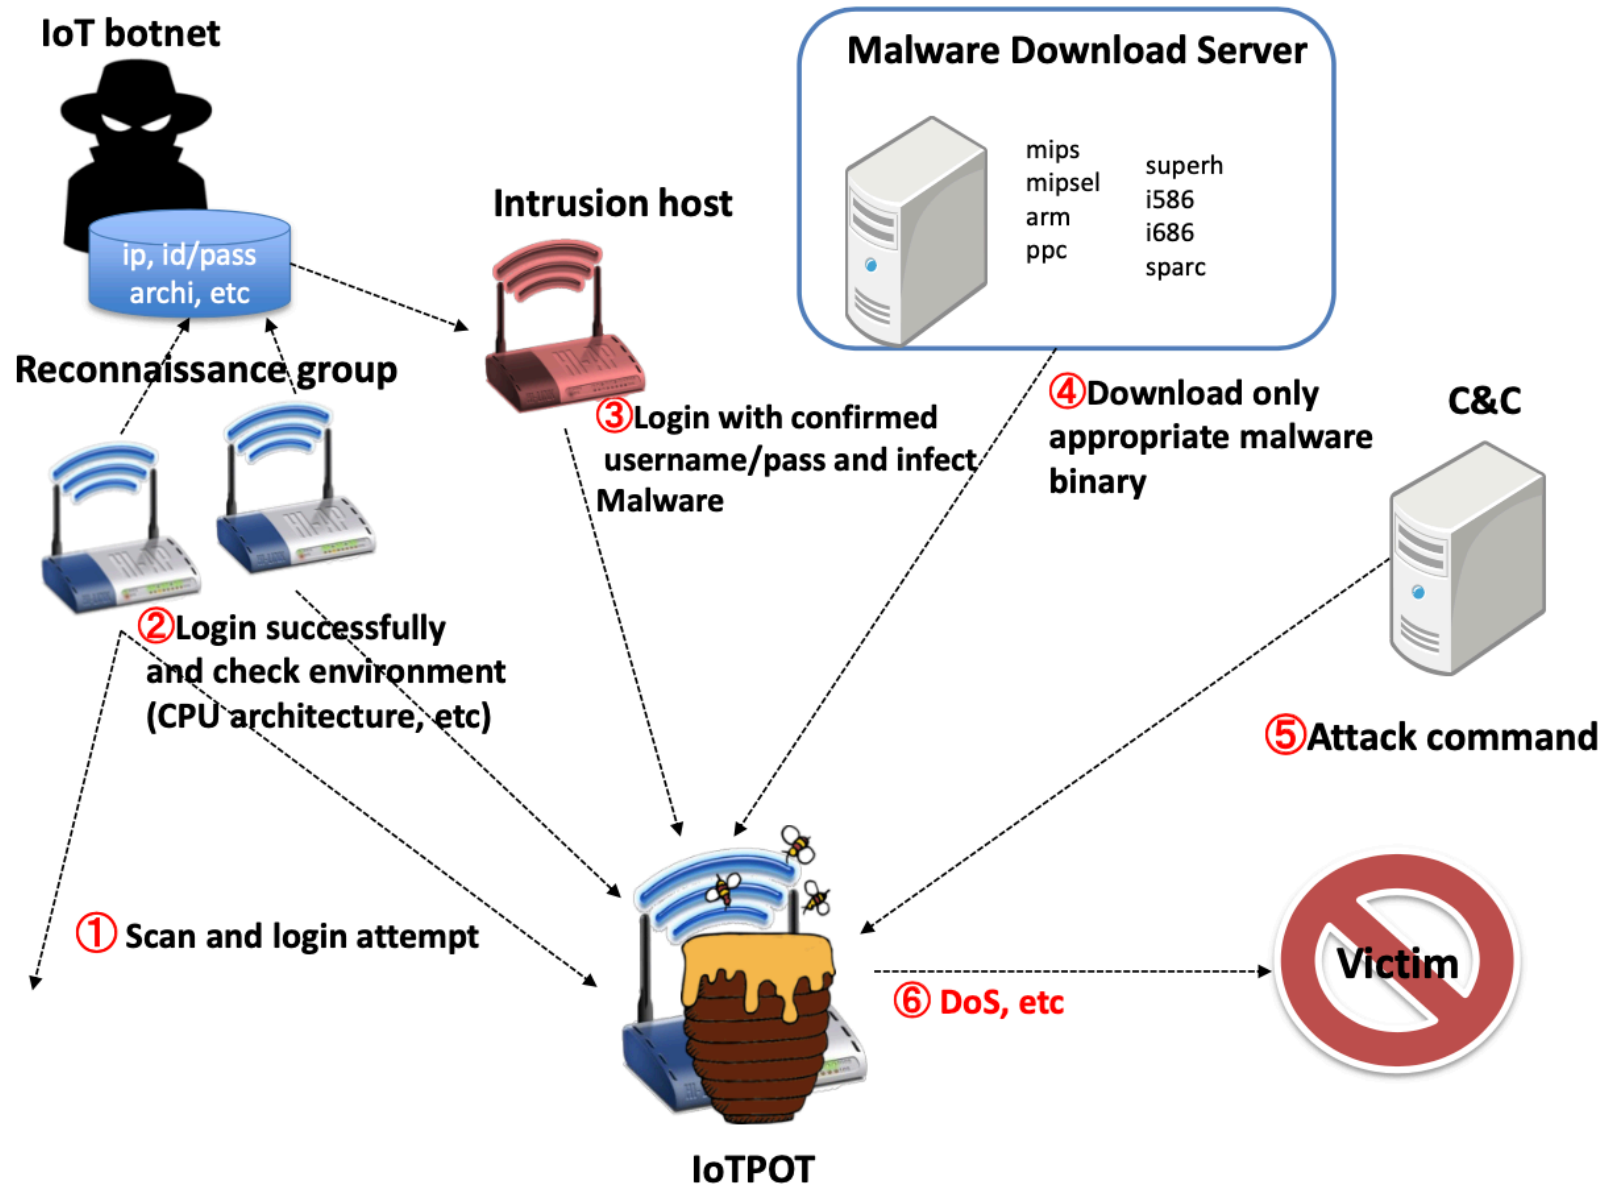 IoT botnet
Malware Download Server
mips
mipsel
arm
ppc
superh
i586
i686
sparc
Intrusion host
ip, id/pass
archi, etc
Reconnaissance group
③Login with confirmed
username/pass and infect
Malware
④Download only
appropriate malware
binary
C&C
②Login successfully
and check environment
(CPU architecture, etc)
⑤Attack command
① Scan and login attempt
Victim
⑥ DoS, etc
IoTPOT